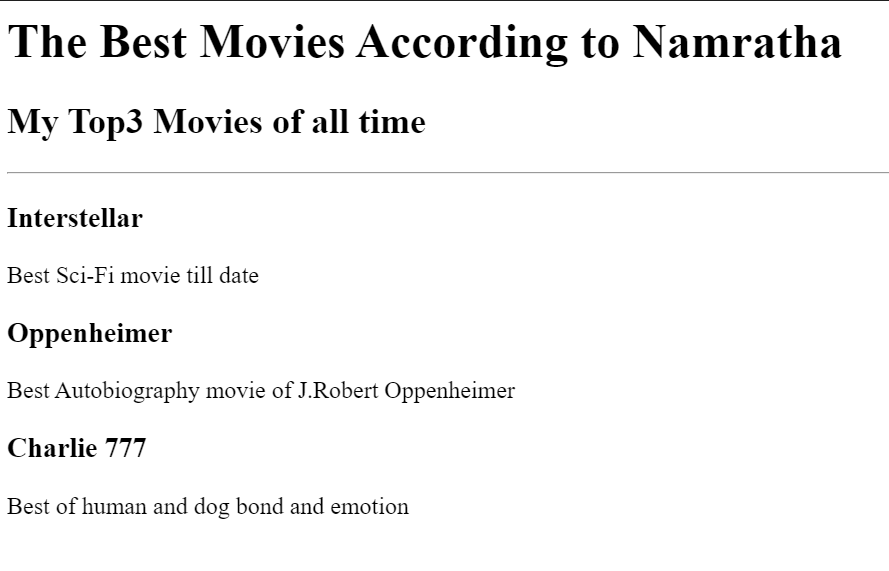 The Best Movies According to Namratha
My Top3 Movies of all time
Interstellar
Best Sci-Fi movie till date
Oppenheimer
Best Autobiography movie of J.Robert Oppenheimer
Charlie 777
Best of human and dog bond and emotion